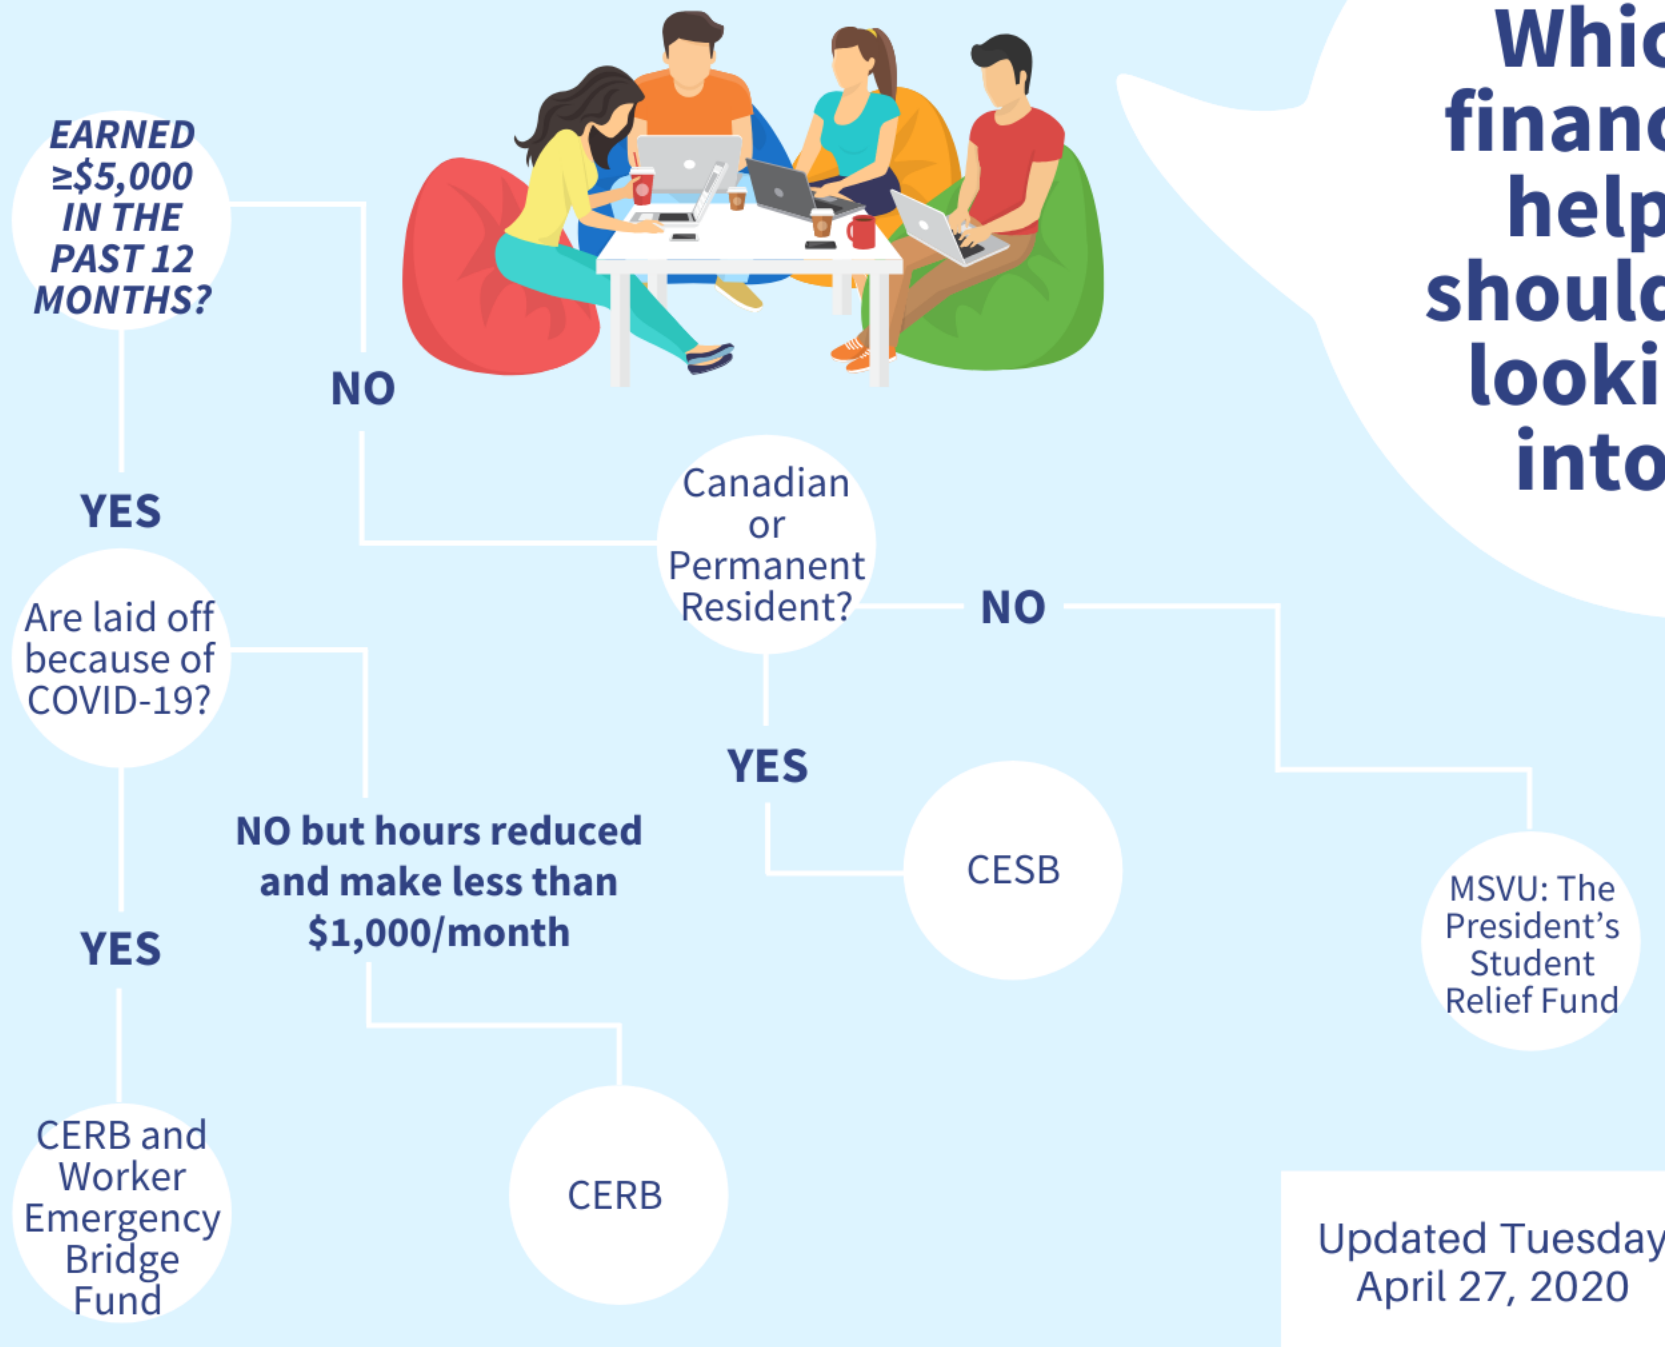 EARNED
≥$5,000
IN THE
PAST 12
MONTHS?
NO
YES
Are laid off
because of
COVID-19?
NO but hours reduced
and make less than
$1,000/month
YES
CERB and
Worker
Emergency
Bridge
Fund
CERB
Canadian
or
Permanent
Resident?
NO
YES
CESB
MSVU: The
President's
Student
Relief Fund
help
into
Updated Tuesday
April 27, 2020